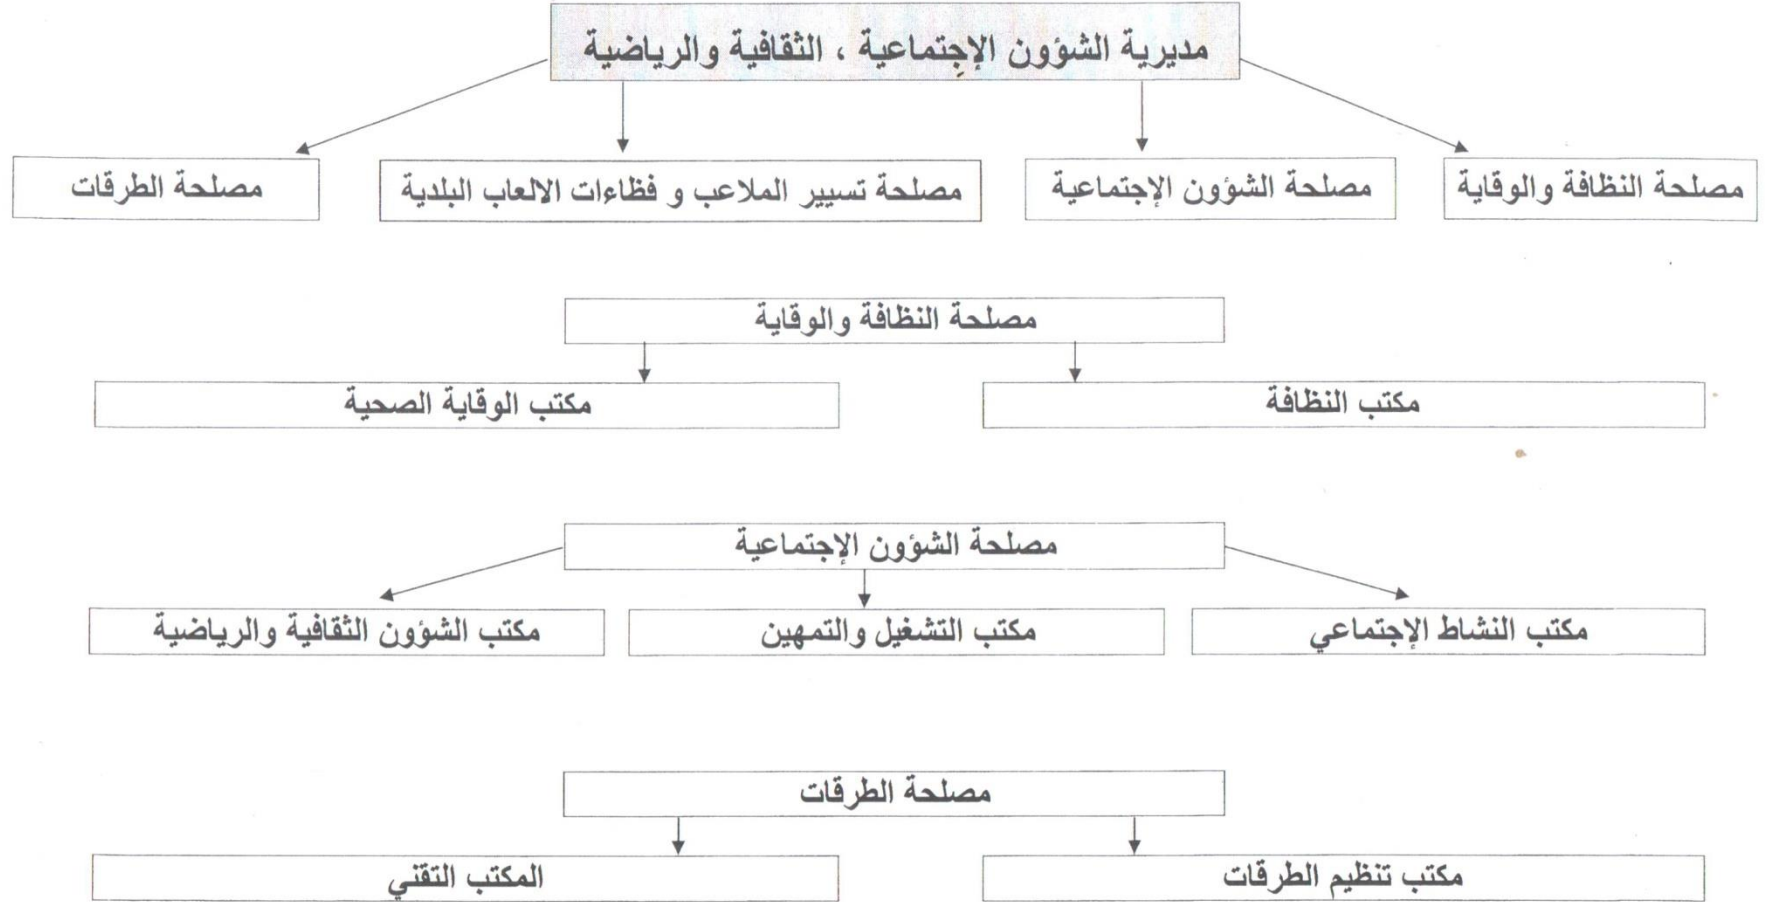 مديرية الشؤون الإجتماعية ، الثقافية والرياضية
مصلحة النظافة والوقاية
مصلحة الشؤون الإجتماعية
مصلحة تسيير الملاعب و فظاءات الالعاب البلدية
مصلحة الطرقات
مصلحة النظافة والوقاية
مكتب النظافة
مكتب الوقاية الصحية
مصلحة الشؤون الإجتماعية
مكتب النشاط الإجتماعي
مكتب التشغيل والتمهين
مكتب الشؤون الثقافية والرياضية
مصلحة الطرقات
مكتب تنظيم الطرقات
المكتب التقني